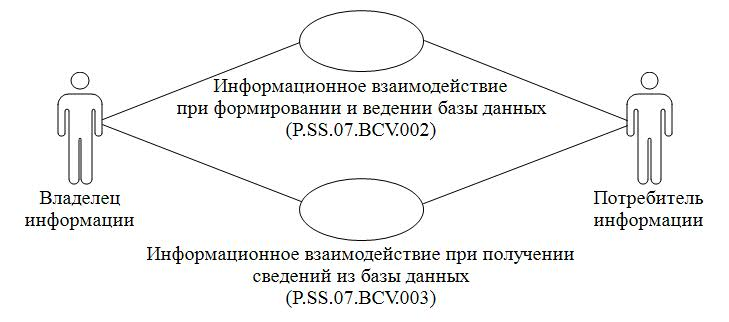 Информационное взаимодействие
при формировании и ведении базы данных
(P.SS.07.BCV.002)
Владелец
информации
Потребитель
информации
Информационное взаимодействие при получении
сведений из базы данных
(P.SS.07.BCV.003)